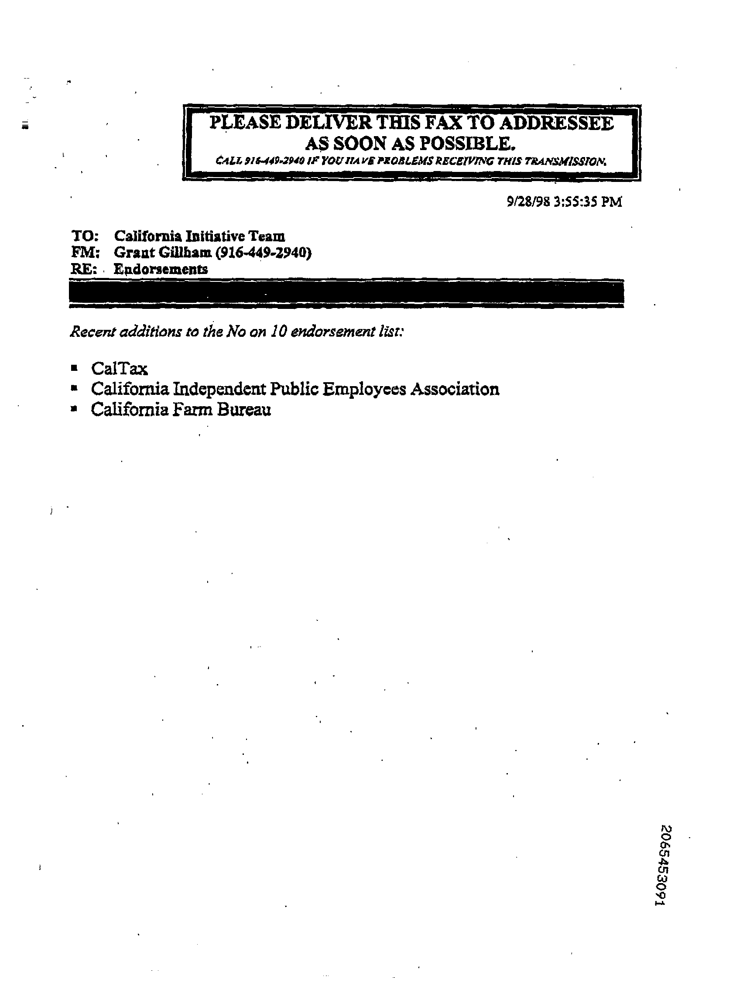 PLEASE DELIVER THIS FAX TO ADDRESSEE
AS SOON AS POSSIBLE.
CALL 916-449-2940 IF YOU HAVE PROBLEMS RECEIVING THIS TRANSMISSION.
9/28/98 3:55:35 PM
TO: California Initiative Team
FM: Grant Gillham (916-449-2940)
RE: Endorsements
Recent additions to the No on 10 endorsement list:
▪ CalTax
▪ California Independent Public Employees Association
▪ California Farm Bureau
2065453091